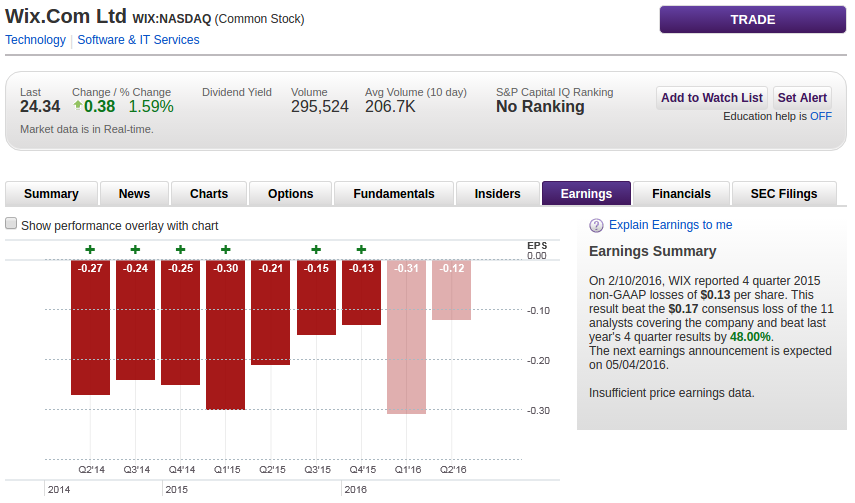 Wix.Com Ltd WIX:NASDAQ (Common Stock)
TRADE
Technology | Software & IT Services
Last Change / % Change Dividend Yield Volume Avg Volume (10 day) S&P Capital IQ Ranking
24.34 0.38 1.59% 295,524 206.7K No Ranking
Add to Watch List Set Alert
Education help is OFF
Market data is in Real-time.
Summary News Charts Options Fundamentals Insiders Earnings Financials SEC Filings
Show performance overlay with chart
+ + + + + + EPS
0.00
-0.27 -0.24 -0.25 -0.30 -0.21 -0.15 -0.13 -0.31 -0.12
-0.10
-0.20
-0.30
Q2'14 Q3'14 Q4'14 Q1'15 Q2'15 Q3'15 Q4'15 Q1'16 Q2'16
2014 2015 2016
? Explain Earnings to me
Earnings Summary
On 2/10/2016, WIX reported 4 quarter 2015
non-GAAP losses of $0.13 per share. This
result beat the $0.17 consensus loss of the 11
analysts covering the company and beat last
year's 4 quarter results by 48.00%.
The next earnings announcement is expected
on 05/04/2016.
Insufficient price earnings data.